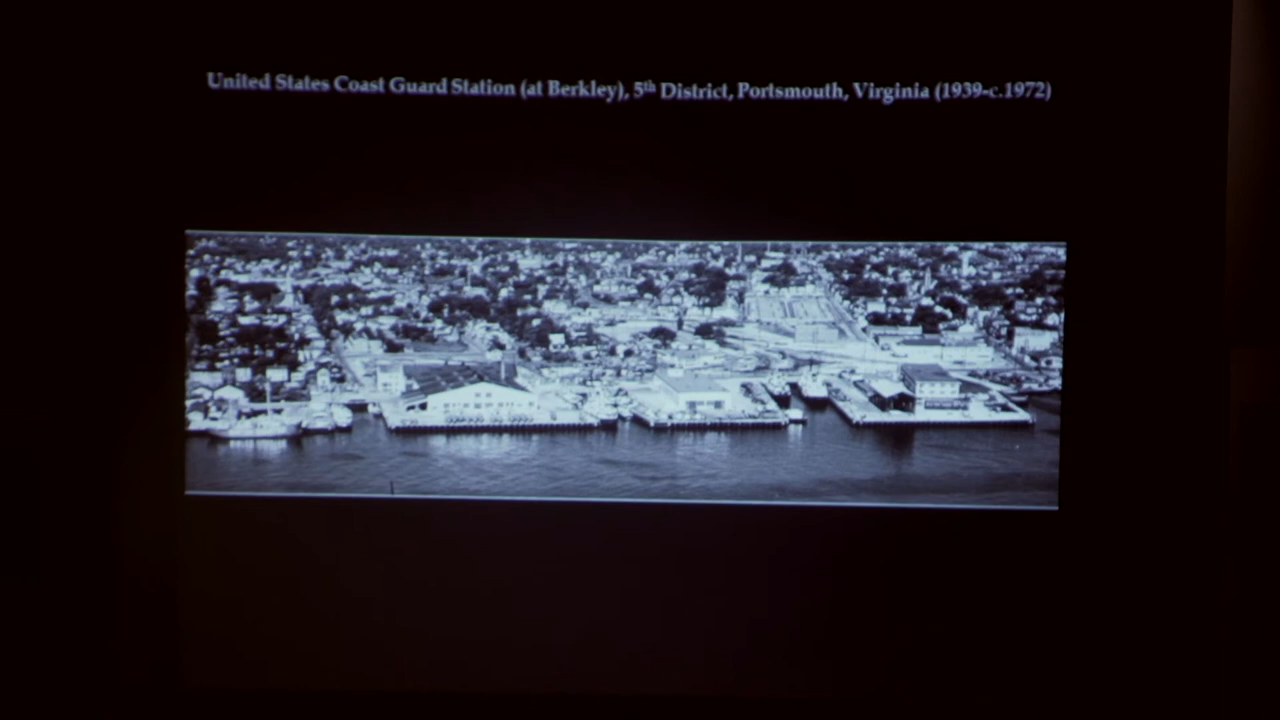 United States Coast Guard Station (at Berkley), 5th District, Portsmouth, Virginia (1939-c.1972)